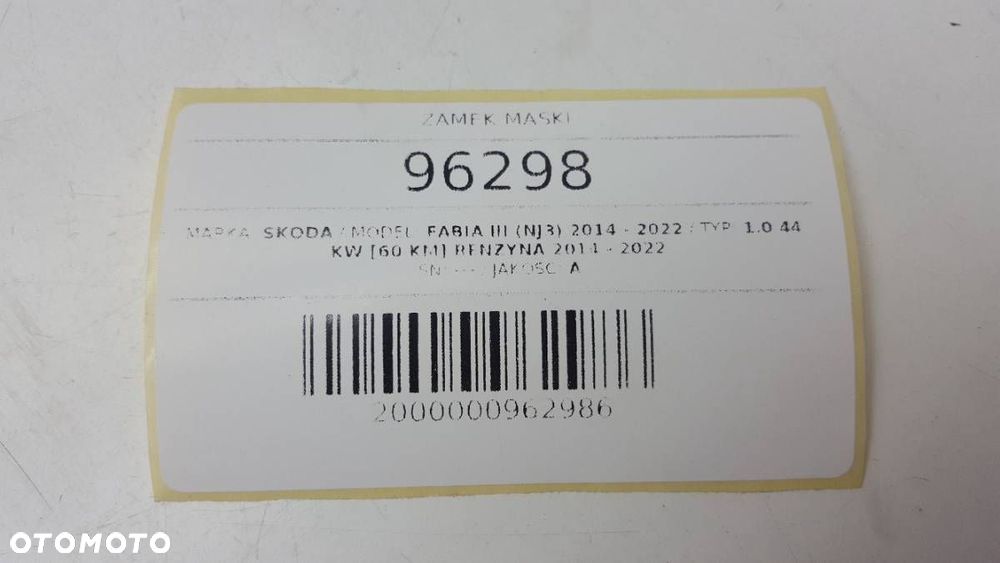 ZAMEK MASKI
96298
MARKA: SKODA / MODEL: FABIA III (NJ3) 2014 - 2022 / TYP: 1.0 44
KW [60 KM] BENZYNA 2014 - 2022
JAKOŚĆ: A
2000000962986
OTOMOTO